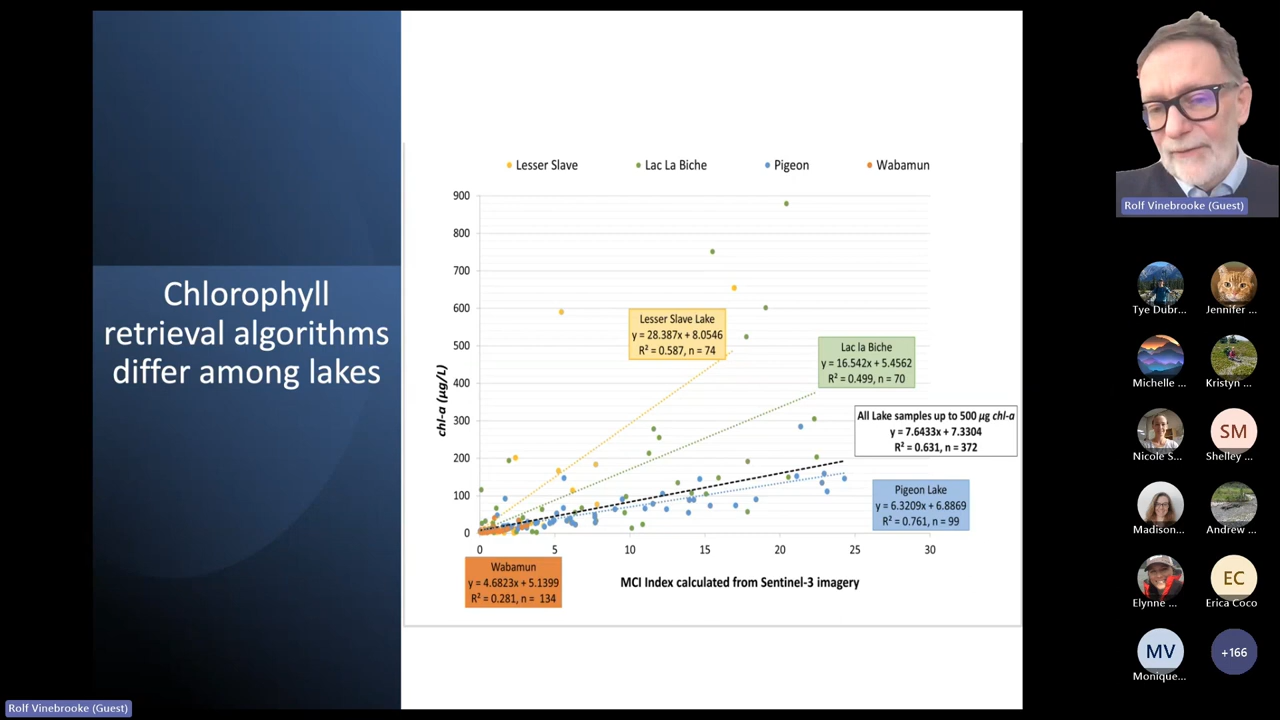 Chlorophyll
retrieval algorithms
differ among lakes
Lesser Slave
Lac La Biche
Pigeon
Wabamun
900
800
700
600
500
400
300
200
100
0
chl-a (µg/L)
Lesser Slave Lake
y = 28.387x + 8.0546
R² = 0.587, n = 74
Lac la Biche
y = 16.542x + 5.4562
R² = 0.499, n = 70
All Lake samples up to 500 µg chl-a
y = 7.6433x + 7.3304
R² = 0.631, n = 372
Pigeon Lake
y = 6.3209x + 6.8869
R² = 0.761, n = 99
0
5
10
15
20
25
30
Wabamun
y = 4.6823x + 5.1399
R² = 0.281, n = 134
MCI Index calculated from Sentinel-3 imagery
Rolf Vinebrooke (Guest)
Tye Dubr...
Jennifer ...
Michelle ...
Kristyn ...
Nicole S...
SM
Shelley ...
Madison...
Andrew ...
Elynne ...
EC
Erica Coco
MV
Monique...
+166
Rolf Vinebrooke (Guest)